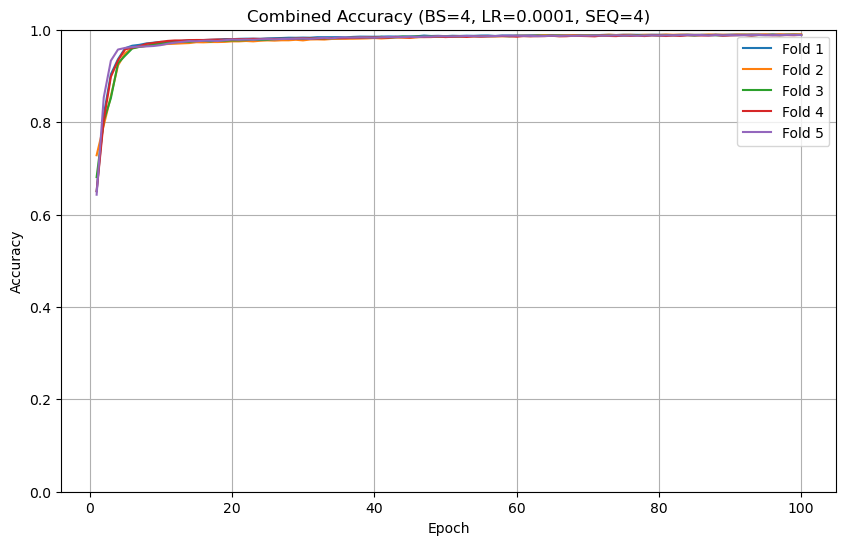 Combined Accuracy (BS=4, LR=0.0001, SEQ=4)
1.0
0.8
0.6
0.4
0.2
0.0
Accuracy
Fold 1
Fold 2
Fold 3
Fold 4
Fold 5
0 20 40 60 80 100
Epoch